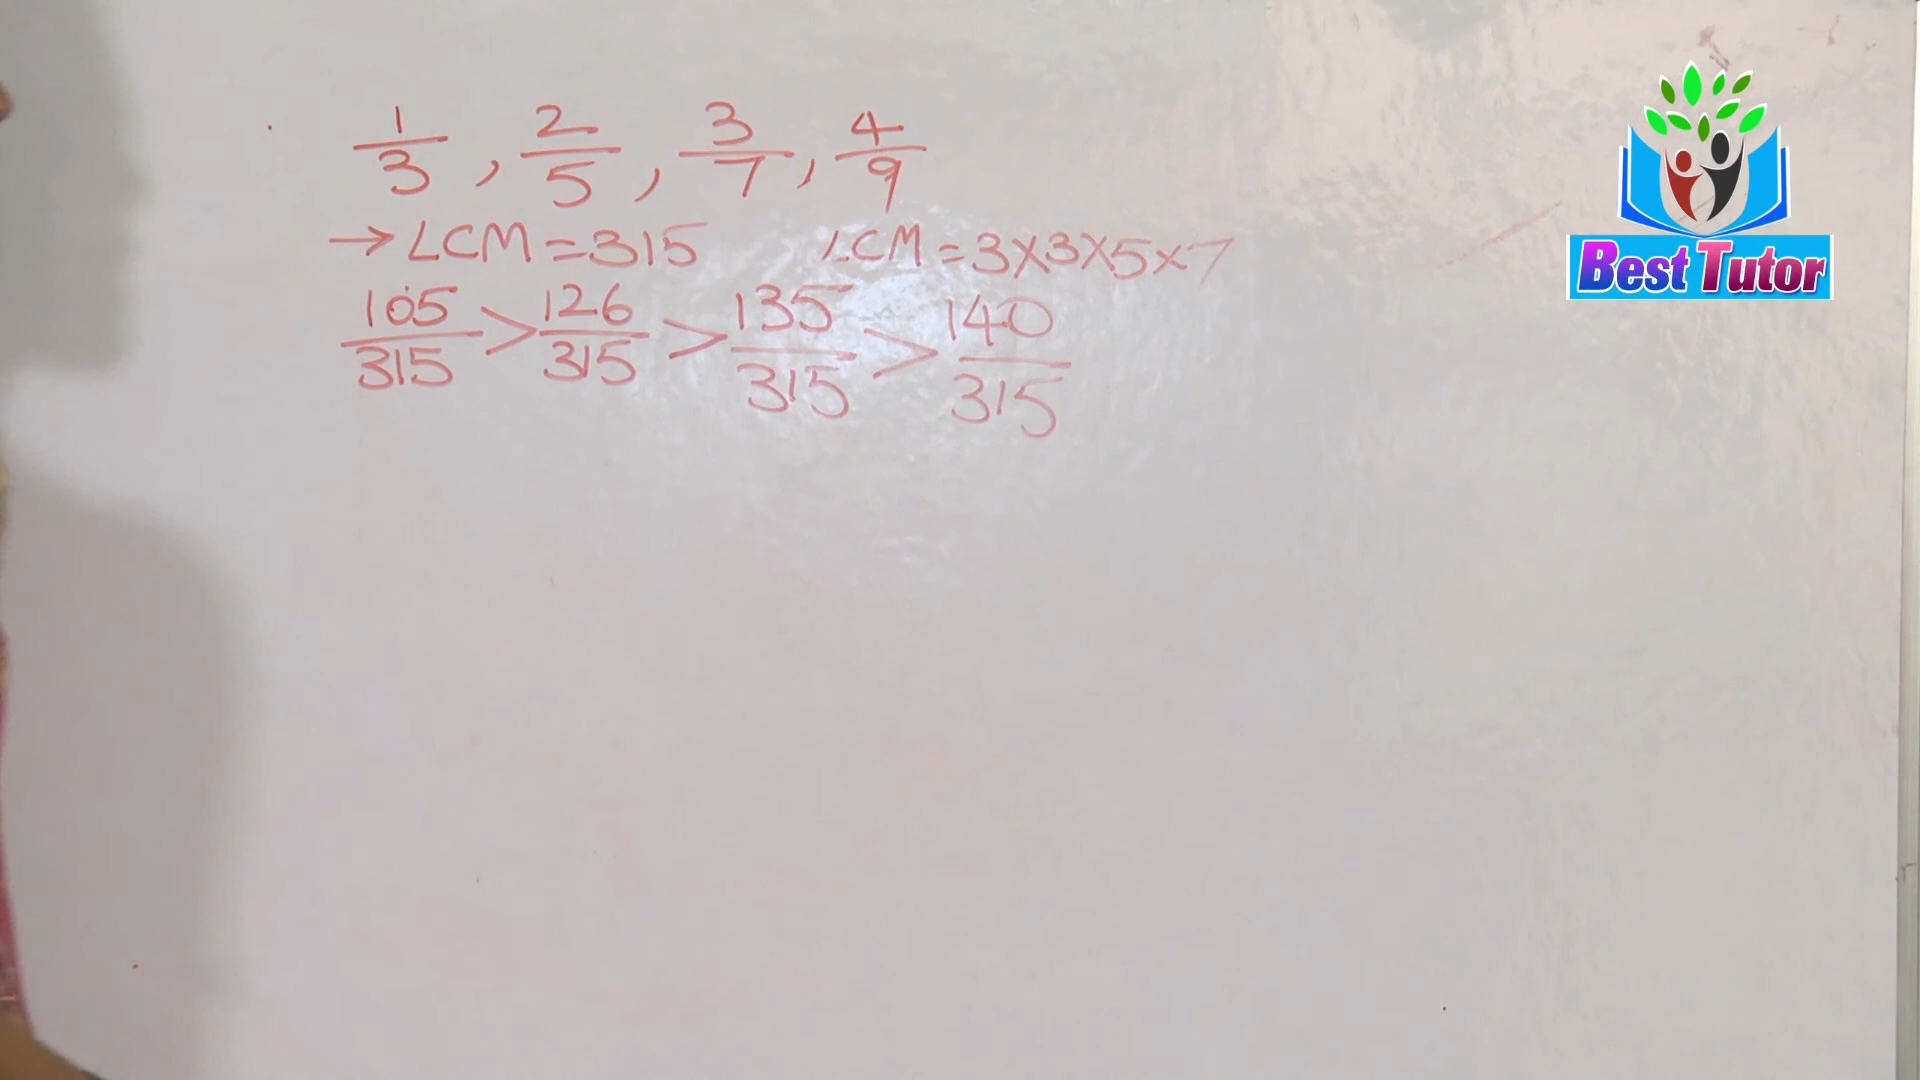 1/3 , 2/5 , 3/7 , 4/9
→ LCM = 315 LCM = 3×3×5×7
105/315 > 126/315 > 135/315 > 140/315
Best Tutor